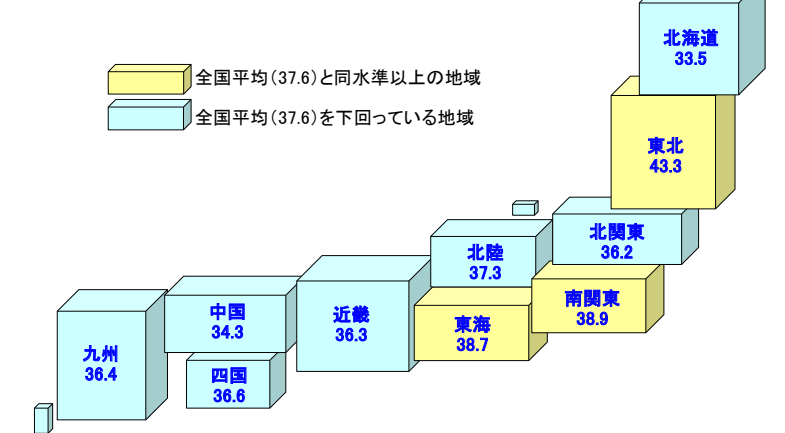 北海道
33.5
全国平均(37.6)と同水準以上の地域
全国平均(37.6)を下回っている地域
東北
43.3
北関東
36.2
北陸
37.3
南関東
38.9
中国
34.3
近畿
36.3
東海
38.7
九州
36.4
四国
36.6